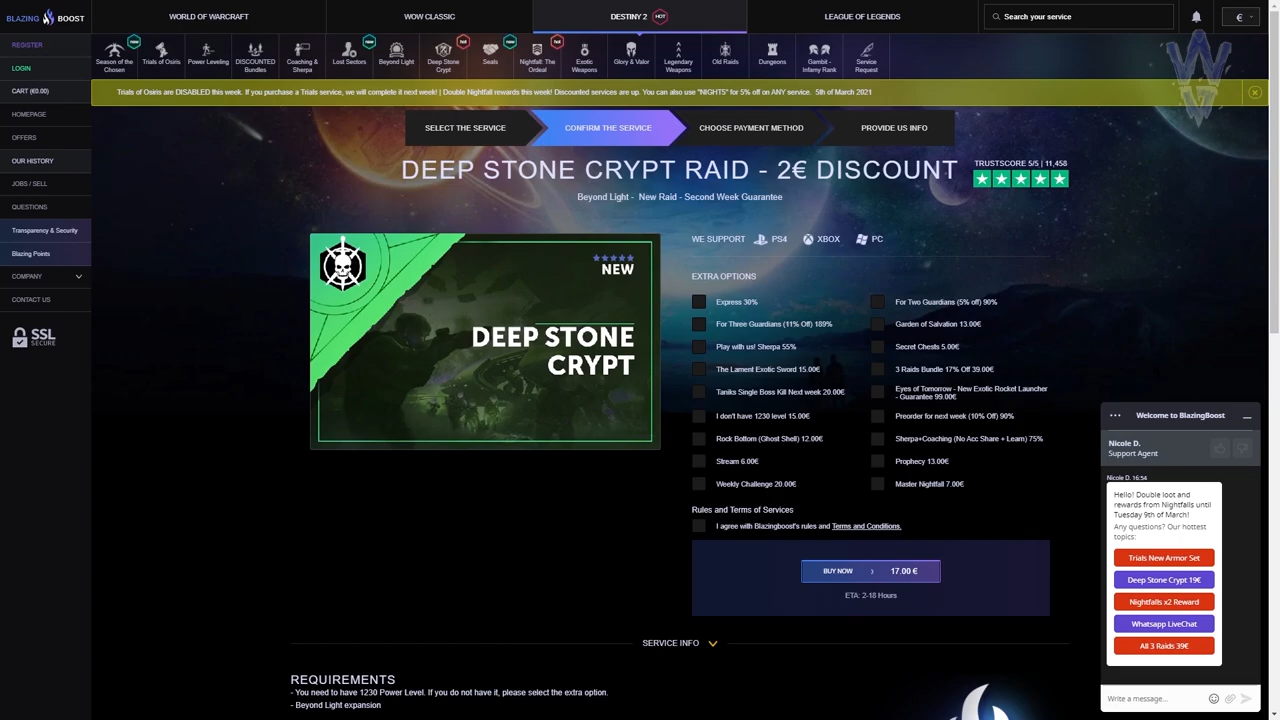 BLAZING BOOST
WORLD OF WARCRAFT
WOW CLASSIC
DESTINY 2 HOT
LEAGUE OF LEGENDS
Search your service
€
REGISTER
LOGIN
CART (€0.00)
HOMEPAGE
OFFERS
OUR HISTORY
JOBS / SELL
QUESTIONS
Transparency & Security
Blazing Points
COMPANY
CONTACT US
SSL
SECURE
new
Season of the
Chosen
Trials of Osiris
Power Leveling
DISCOUNTED
Bundles
Coaching &
Sherpa
new
Lost Sectors
Beyond Light
hot
Deep Stone
Crypt
new
Seals
hot
Nightfall: The
Ordeal
Exotic
Weapons
Glory & Valor
Legendary
Weapons
Old Raids
Dungeons
Gambit -
Infamy Rank
Service
Request
W
Trials of Osiris are DISABLED this week. If you purchase a Trials service, we will complete it next week! | Double Nightfall rewards this week! Discounted services are up. You can also use "NIGHT5" for 5% off on ANY service. 5th of March 2021
SELECT THE SERVICE
CONFIRM THE SERVICE
CHOOSE PAYMENT METHOD
PROVIDE US INFO
DEEP STONE CRYPT RAID - 2€ DISCOUNT
TRUSTSCORE 5/5 | 11,458
Beyond Light - New Raid - Second Week Guarantee
NEW
DEEP STONE
CRYPT
WE SUPPORT PS4 XBOX PC
EXTRA OPTIONS
Express 30%
For Two Guardians (5% off) 90%
For Three Guardians (11% Off) 189%
Garden of Salvation 13.00€
Play with us! Sherpa 55%
Secret Chests 5.00€
The Lament Exotic Sword 15.00€
3 Raids Bundle 17% Off 39.00€
Taniks Single Boss Kill Next week 20.00€
Eyes of Tomorrow - New Exotic Rocket Launcher
- Guarantee 99.00€
I don't have 1230 level 15.00€
Preorder for next week (10% Off) 90%
Rock Bottom (Ghost Shell) 12.00€
Sherpa+Coaching (No Acc Share + Learn) 75%
Stream 6.00€
Prophecy 13.00€
Weekly Challenge 20.00€
Master Nightfall 7.00€
Rules and Terms of Services
I agree with Blazingboost's rules and Terms and Conditions.
BUY NOW 17.00 €
ETA: 2-18 Hours
SERVICE INFO
REQUIREMENTS
- You need to have 1230 Power Level. If you do not have it, please select the extra option.
- Beyond Light expansion
Welcome to BlazingBoost
Nicole D.
Support Agent
Nicole D. 16:54
Hello! Double loot and
rewards from Nightfalls until
Tuesday 9th of March!
Any questions? Our hottest
topics:
Trials New Armor Set
Deep Stone Crypt 19€
Nightfalls x2 Reward
Whatsapp LiveChat
All 3 Raids 39€
Write a message...